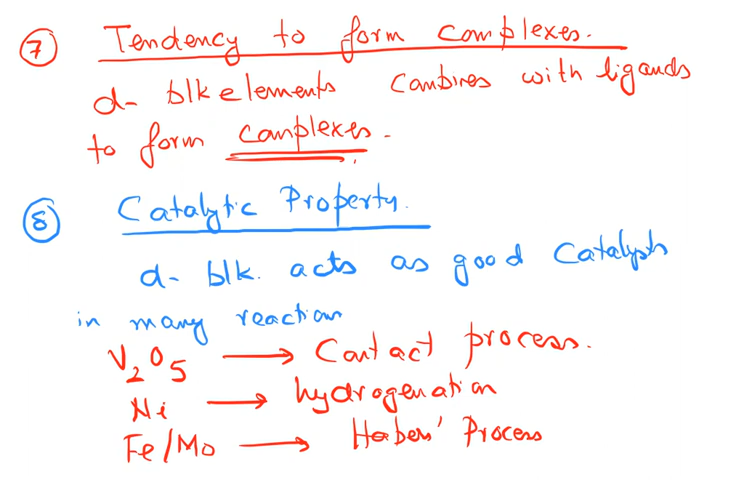 ⑦ Tendency to form complexes.
d- blk elements combines with ligands
to form complexes.
⑧ Catalytic Property.
d- blk. acts as good Catalysts
in many reaction
V2O5 → Contact process.
Ni → hydrogenation
Fe/Mo → Habers' Process